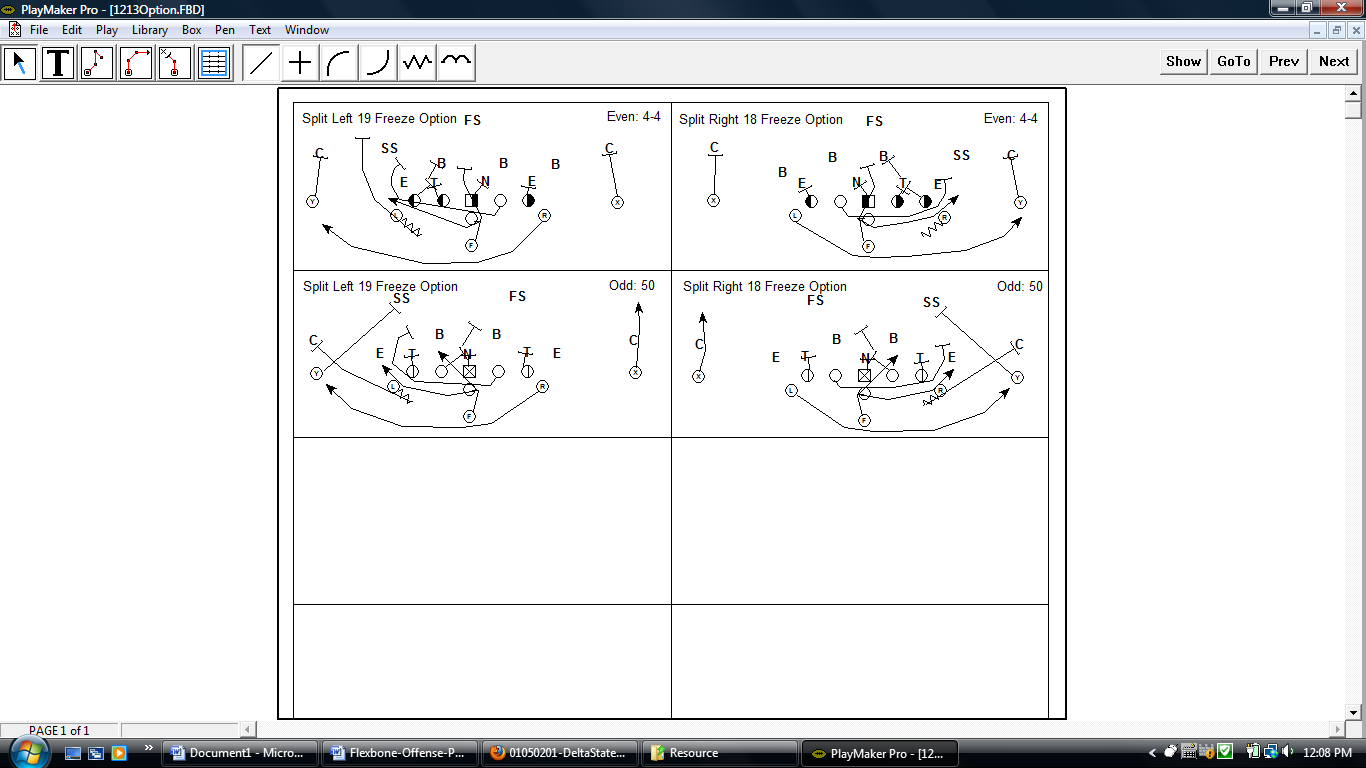 PlayMaker Pro - [1213Option.FBD]
File Edit Play Library Box Pen Text Window
T Show GoTo Prev Next
Split Left 19 Freeze Option FS Even: 4-4
C SS B B B C
E T N E
Y L R X
F
Split Right 18 Freeze Option FS Even: 4-4
C B B SS C
B E N T E
X L R Y
F
Split Left 19 Freeze Option Odd: 50
SS FS
C B B C
E T N T E
Y L R X
F
Split Right 18 Freeze Option Odd: 50
FS SS
C B B C
E T N T E
X L R Y
F
PAGE 1 of 1
Document1 - Micro... Flexbone-Offense-P... 01050201-DeltaState... Resource PlayMaker Pro - [12... 12:08 PM